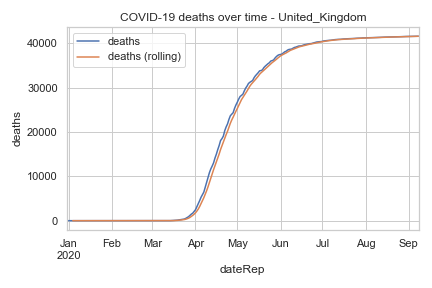 COVID-19 deaths over time - United_Kingdom
deaths
deaths (rolling)
40000
30000
20000
10000
0
deaths
Jan Feb Mar Apr May Jun Jul Aug Sep
2020
dateRep